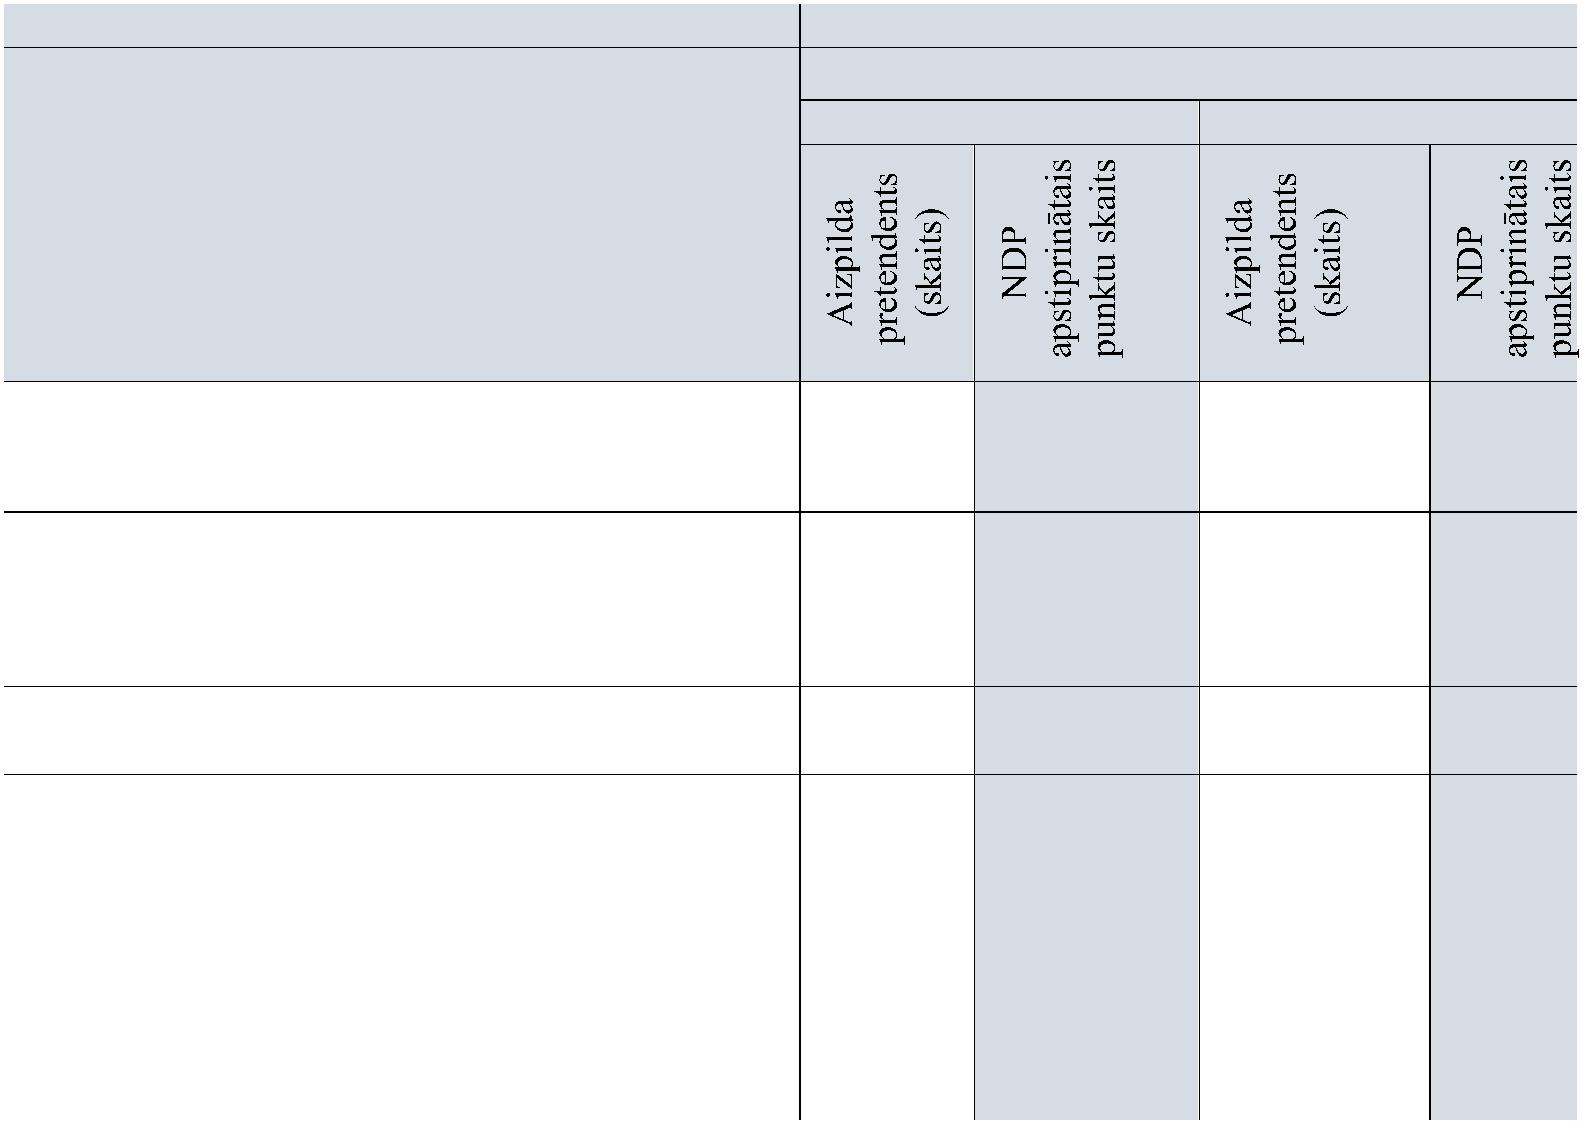 Aizpilda
pretendents
(skaits)
NDP
apstiprinātais
punktu skaits
Aizpilda
pretendents
(skaits)
NDP
apstiprinātais
punktu skaits